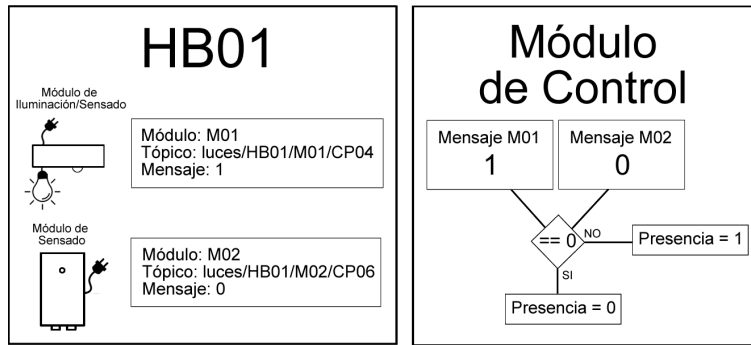 HB01
Módulo de
Iluminación/Sensado
Módulo: M01
Tópico: luces/HB01/M01/CP04
Mensaje: 1
Módulo de
Sensado
Módulo: M02
Tópico: luces/HB01/M02/CP06
Mensaje: 0
Módulo
de Control
Mensaje M01
1
Mensaje M02
0
== 0
NO
Presencia = 1
SI
Presencia = 0